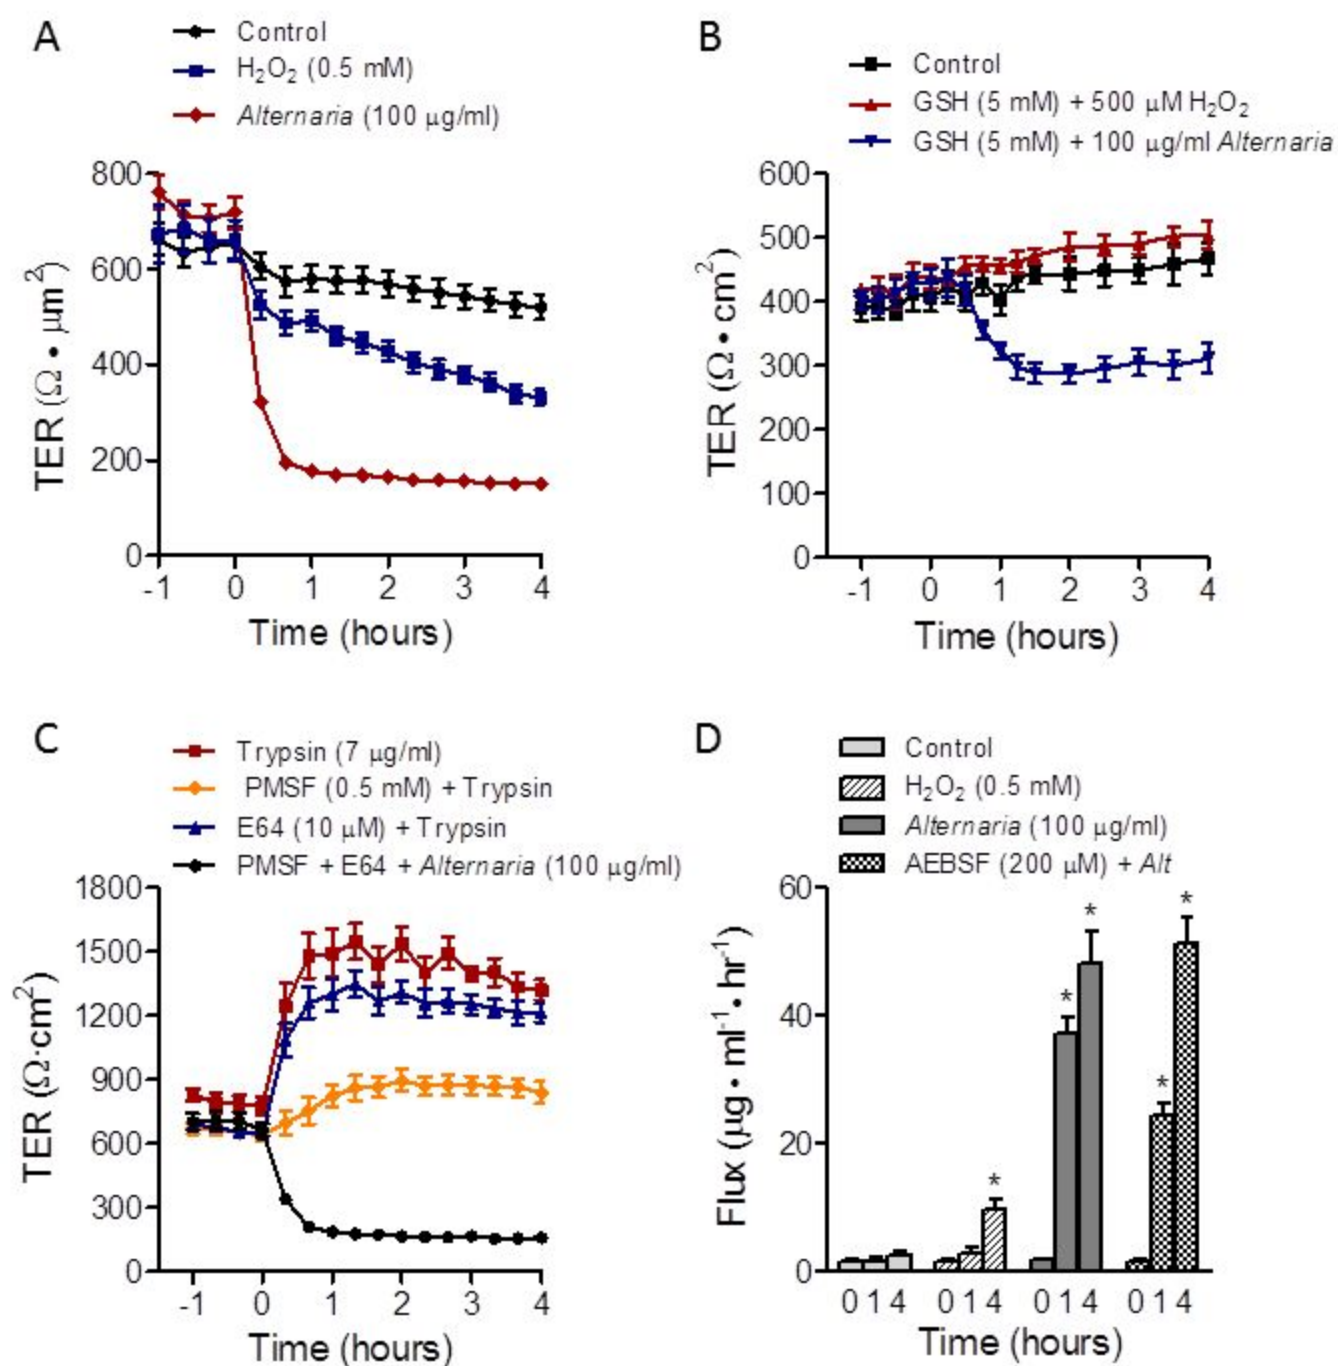 A
Control
H₂O₂ (0.5 mM)
Alternaria (100 μg/ml)
800
600
400
200
0
TER (Ω • μm²)
-1 0 1 2 3 4
Time (hours)
B
Control
GSH (5 mM) + 500 μM H₂O₂
GSH (5 mM) + 100 μg/ml Alternaria
600
500
400
300
200
100
0
TER (Ω • cm²)
-1 0 1 2 3 4
Time (hours)
C
Trypsin (7 μg/ml)
PMSF (0.5 mM) + Trypsin
E64 (10 μM) + Trypsin
PMSF + E64 + Alternaria (100 μg/ml)
1800
1500
1200
900
600
300
0
TER (Ω·cm²)
-1 0 1 2 3 4
Time (hours)
D
Control
H₂O₂ (0.5 mM)
Alternaria (100 μg/ml)
AEBSF (200 μM) + Alt
60
40
20
0
Flux (μg • ml⁻¹ • hr⁻¹)
* * * * *
0 1 4 0 1 4 0 1 4 0 1 4
Time (hours)